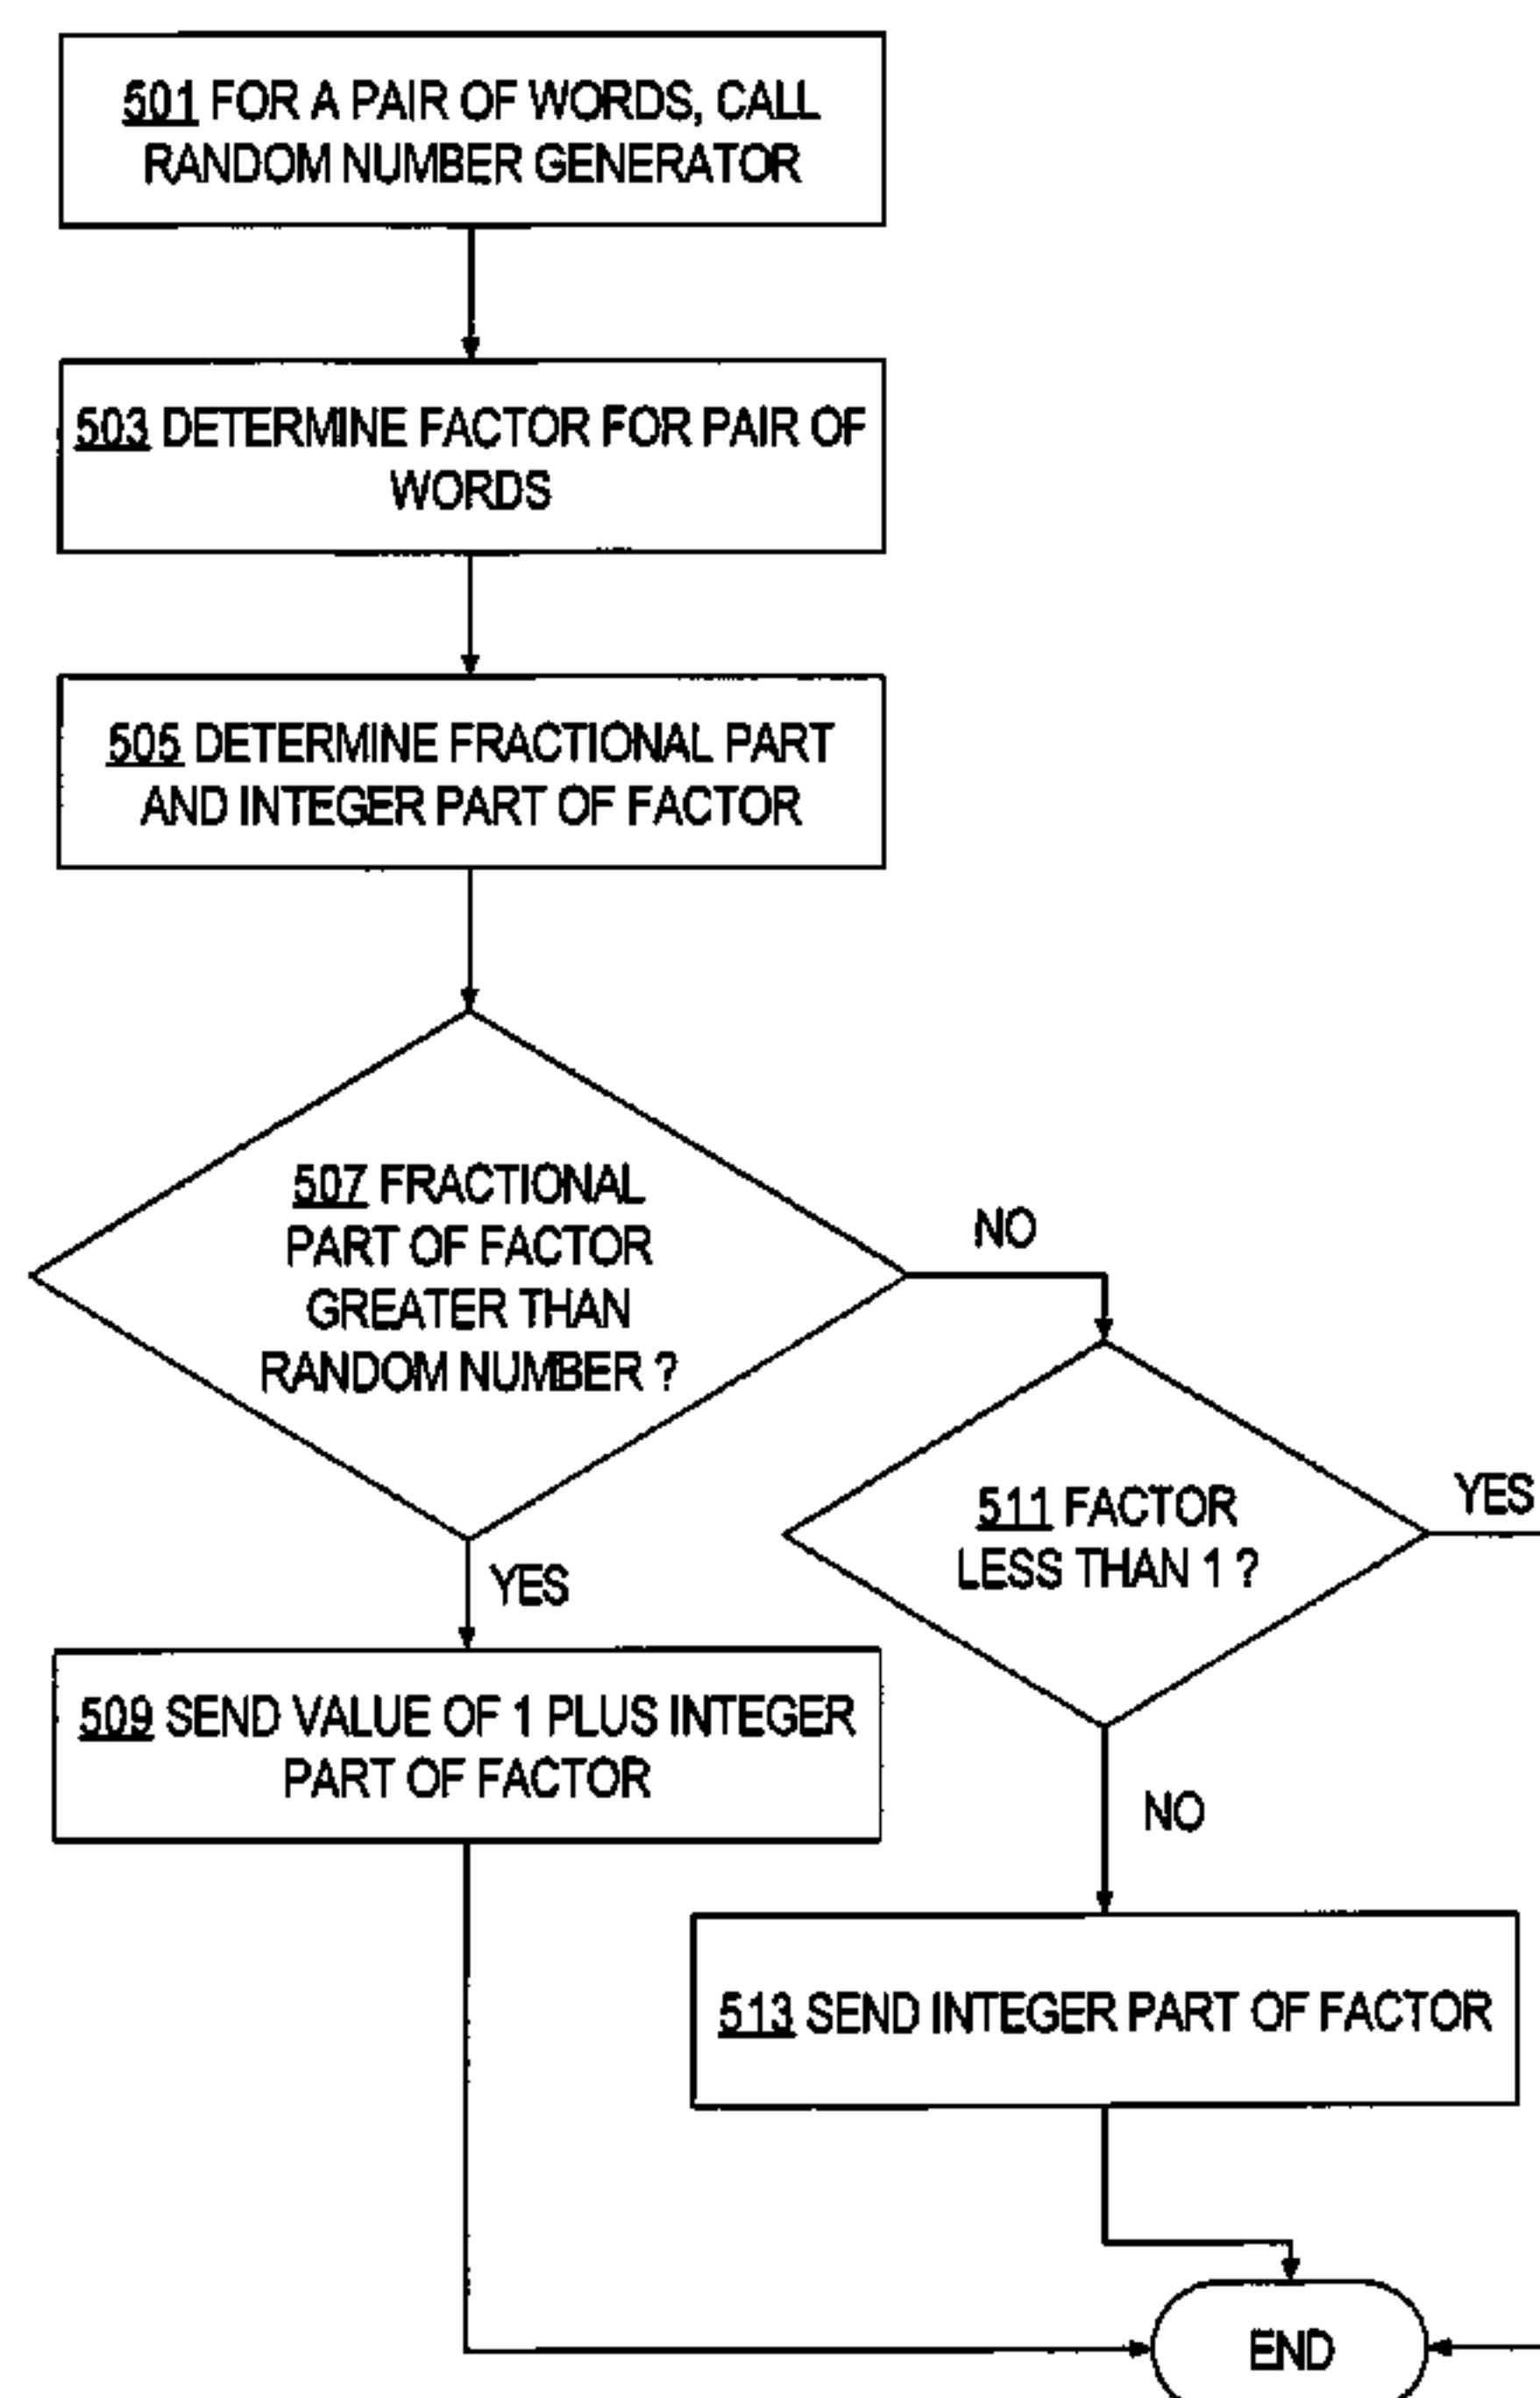 501 FOR A PAIR OF WORDS, CALL
RANDOM NUMBER GENERATOR
503 DETERMINE FACTOR FOR PAIR OF
WORDS
505 DETERMINE FRACTIONAL PART
AND INTEGER PART OF FACTOR
507 FRACTIONAL
PART OF FACTOR
GREATER THAN
RANDOM NUMBER ?
NO
511 FACTOR
LESS THAN 1 ?
YES
YES
509 SEND VALUE OF 1 PLUS INTEGER
PART OF FACTOR
NO
513 SEND INTEGER PART OF FACTOR
END